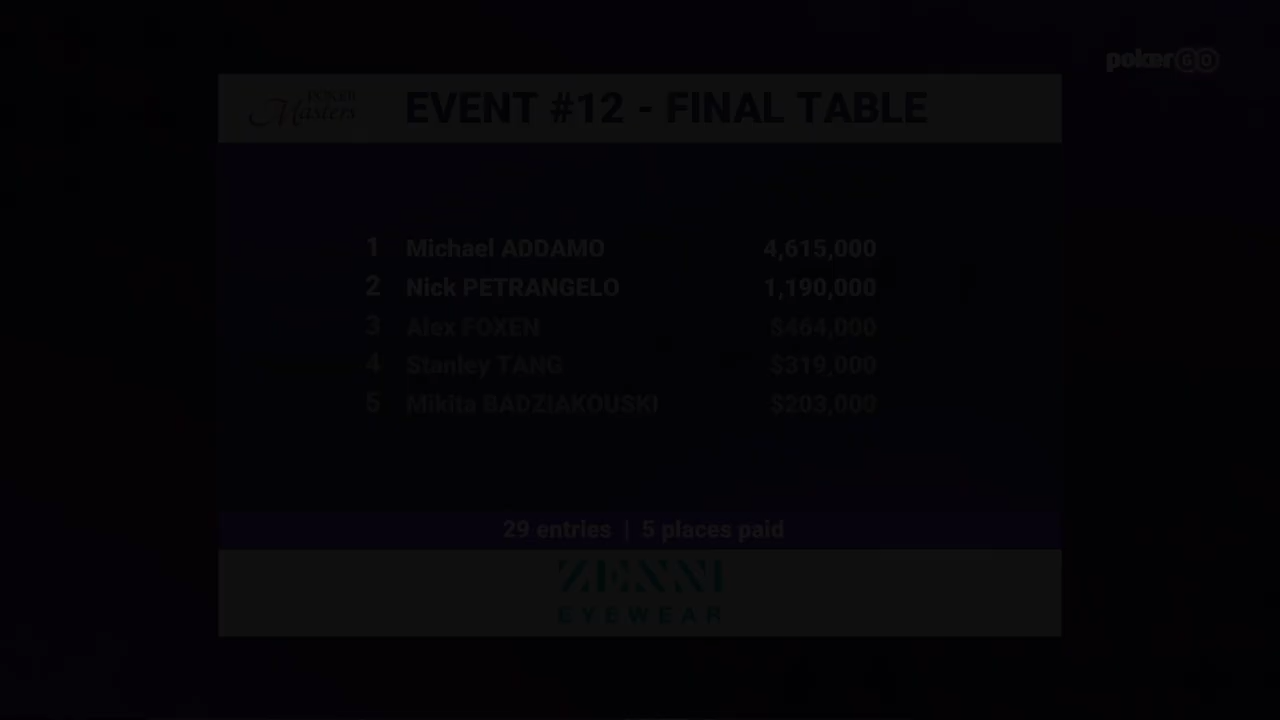 pokerGO
POKER
Masters
EVENT #12 - FINAL TABLE
1 Michael ADDAMO 4,615,000
2 Nick PETRANGELO 1,190,000
3 Alex FOXEN $464,000
4 Stanley TANG $319,000
5 Mikita BADZIAKOUSKI $203,000
29 entries | 5 places paid
ZENNI
EYEWEAR